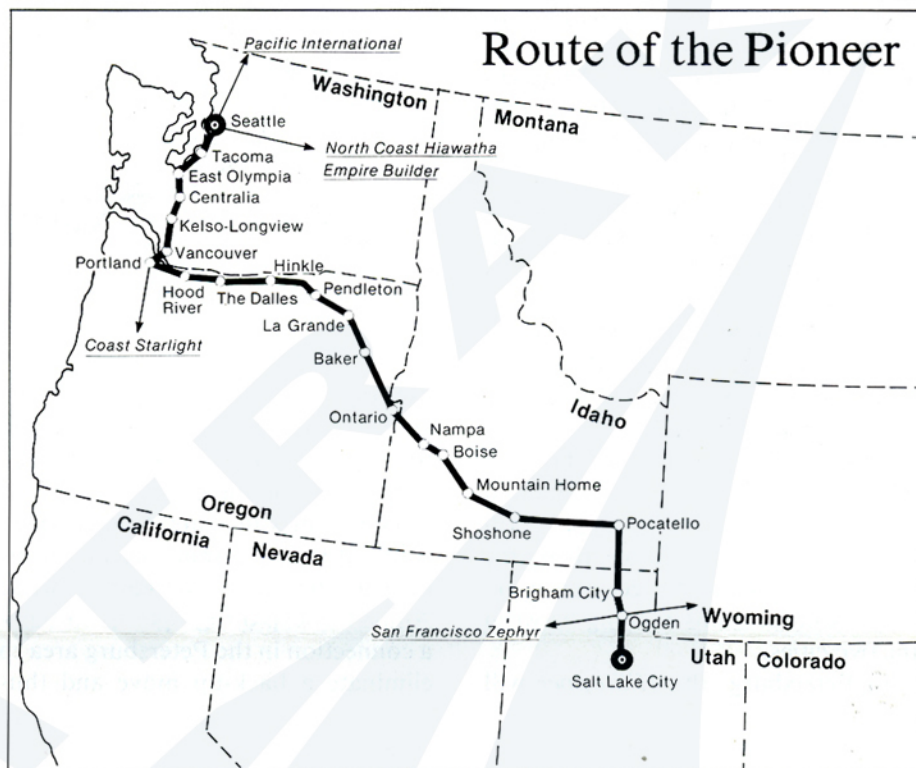 Route of the Pioneer
Pacific International
Washington
Montana
Seattle
North Coast Hiawatha
Empire Builder
Tacoma
East Olympia
Centralia
Kelso-Longview
Vancouver
Portland
Hood
River
The Dalles
Hinkle
Pendleton
La Grande
Coast Starlight
Baker
Ontario
Idaho
Nampa
Boise
Mountain Home
Shoshone
Pocatello
Oregon
California
Nevada
Brigham City
Ogden
Wyoming
San Francisco Zephyr
Utah
Colorado
Salt Lake City
AMTRAK